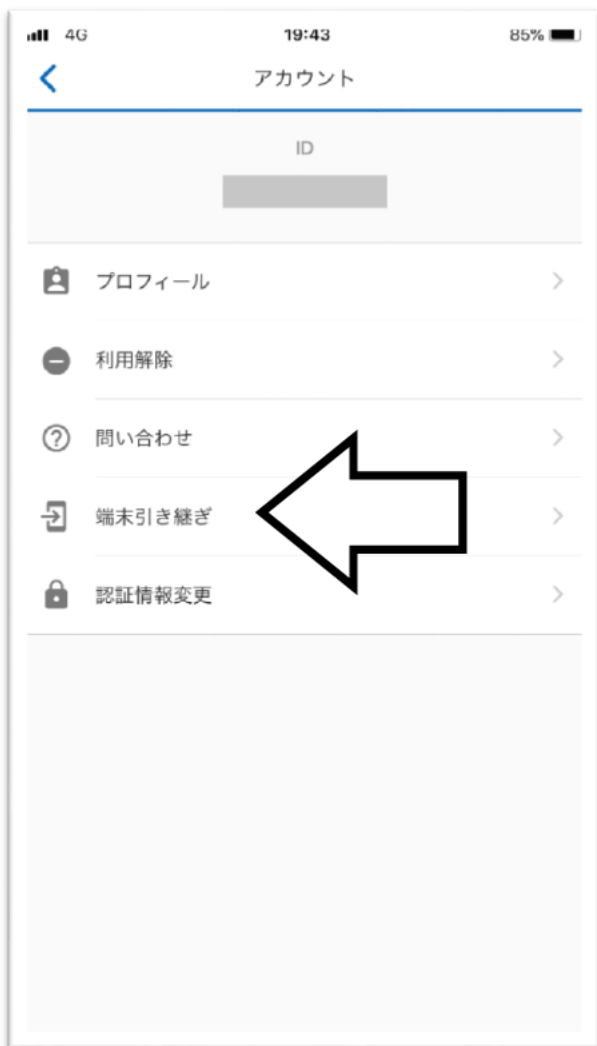 4G 19:43 85%
アカウント
ID
プロフィール
利用解除
問い合わせ
端末引き継ぎ
認証情報変更